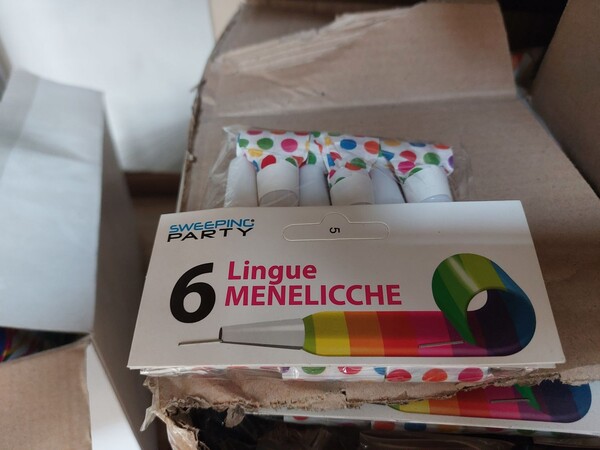 SWEEPING
PARTY
5
6 Lingue
MENELICCHE